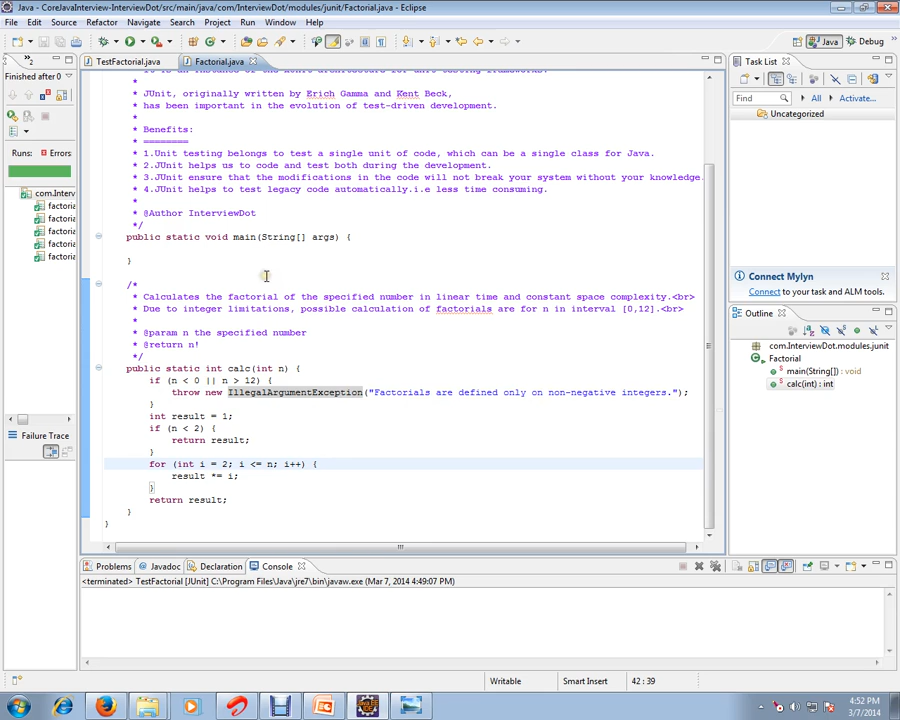 Java - CoreJavaInterview-InterviewDot/src/main/java/com/InterviewDot/modules/junit/Factorial.java - Eclipse
File Edit Source Refactor Navigate Search Project Run Window Help
Java Debug
»2
Finished after 0
Runs: Errors
com.Interv
factoria
factoria
factoria
factoria
factoria
Failure Trace
TestFactorial.java Factorial.java
*
* JUnit, originally written by Erich Gamma and Kent Beck,
* has been important in the evolution of test-driven development.
*
* Benefits:
* ========
* 1.Unit testing belongs to test a single unit of code, which can be a single class for Java.
* 2.JUnit helps us to code and test both during the development.
* 3.JUnit ensure that the modifications in the code will not break your system without your knowledge.
* 4.JUnit helps to test legacy code automatically.i.e less time consuming.
*
* @Author InterviewDot
*/
public static void main(String[] args) {
}
/*
* Calculates the factorial of the specified number in linear time and constant space complexity.<br>
* Due to integer limitations, possible calculation of factorials are for n in interval [0,12].<br>
*
* @param n the specified number
* @return n!
*/
public static int calc(int n) {
if (n < 0 || n > 12) {
throw new IllegalArgumentException("Factorials are defined only on non-negative integers.");
}
int result = 1;
if (n < 2) {
return result;
}
for (int i = 2; i <= n; i++) {
result *= i;
}
return result;
}
}
Task List
Find All Activate...
Uncategorized
Connect Mylyn
Connect to your task and ALM tools.
Outline
com.InterviewDot.modules.junit
Factorial
main(String[]) : void
calc(int) : int
Problems Javadoc Declaration Console
<terminated> TestFactorial [JUnit] C:\Program Files\Java\jre7\bin\javaw.exe (Mar 7, 2014 4:49:07 PM)
Writable Smart Insert 42 : 39
4:52 PM
3/7/2014